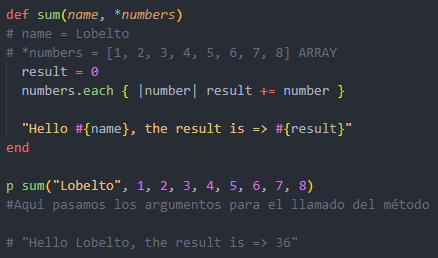 def sum(name, *numbers)
# name = Lobelto
# *numbers = [1, 2, 3, 4, 5, 6, 7, 8] ARRAY
result = 0
numbers.each { |number| result += number }
"Hello #{name}, the result is => #{result}"
end
p sum("Lobelto", 1, 2, 3, 4, 5, 6, 7, 8)
#Aqui pasamos los argumentos para el llamado del método
# "Hello Lobelto, the result is => 36"